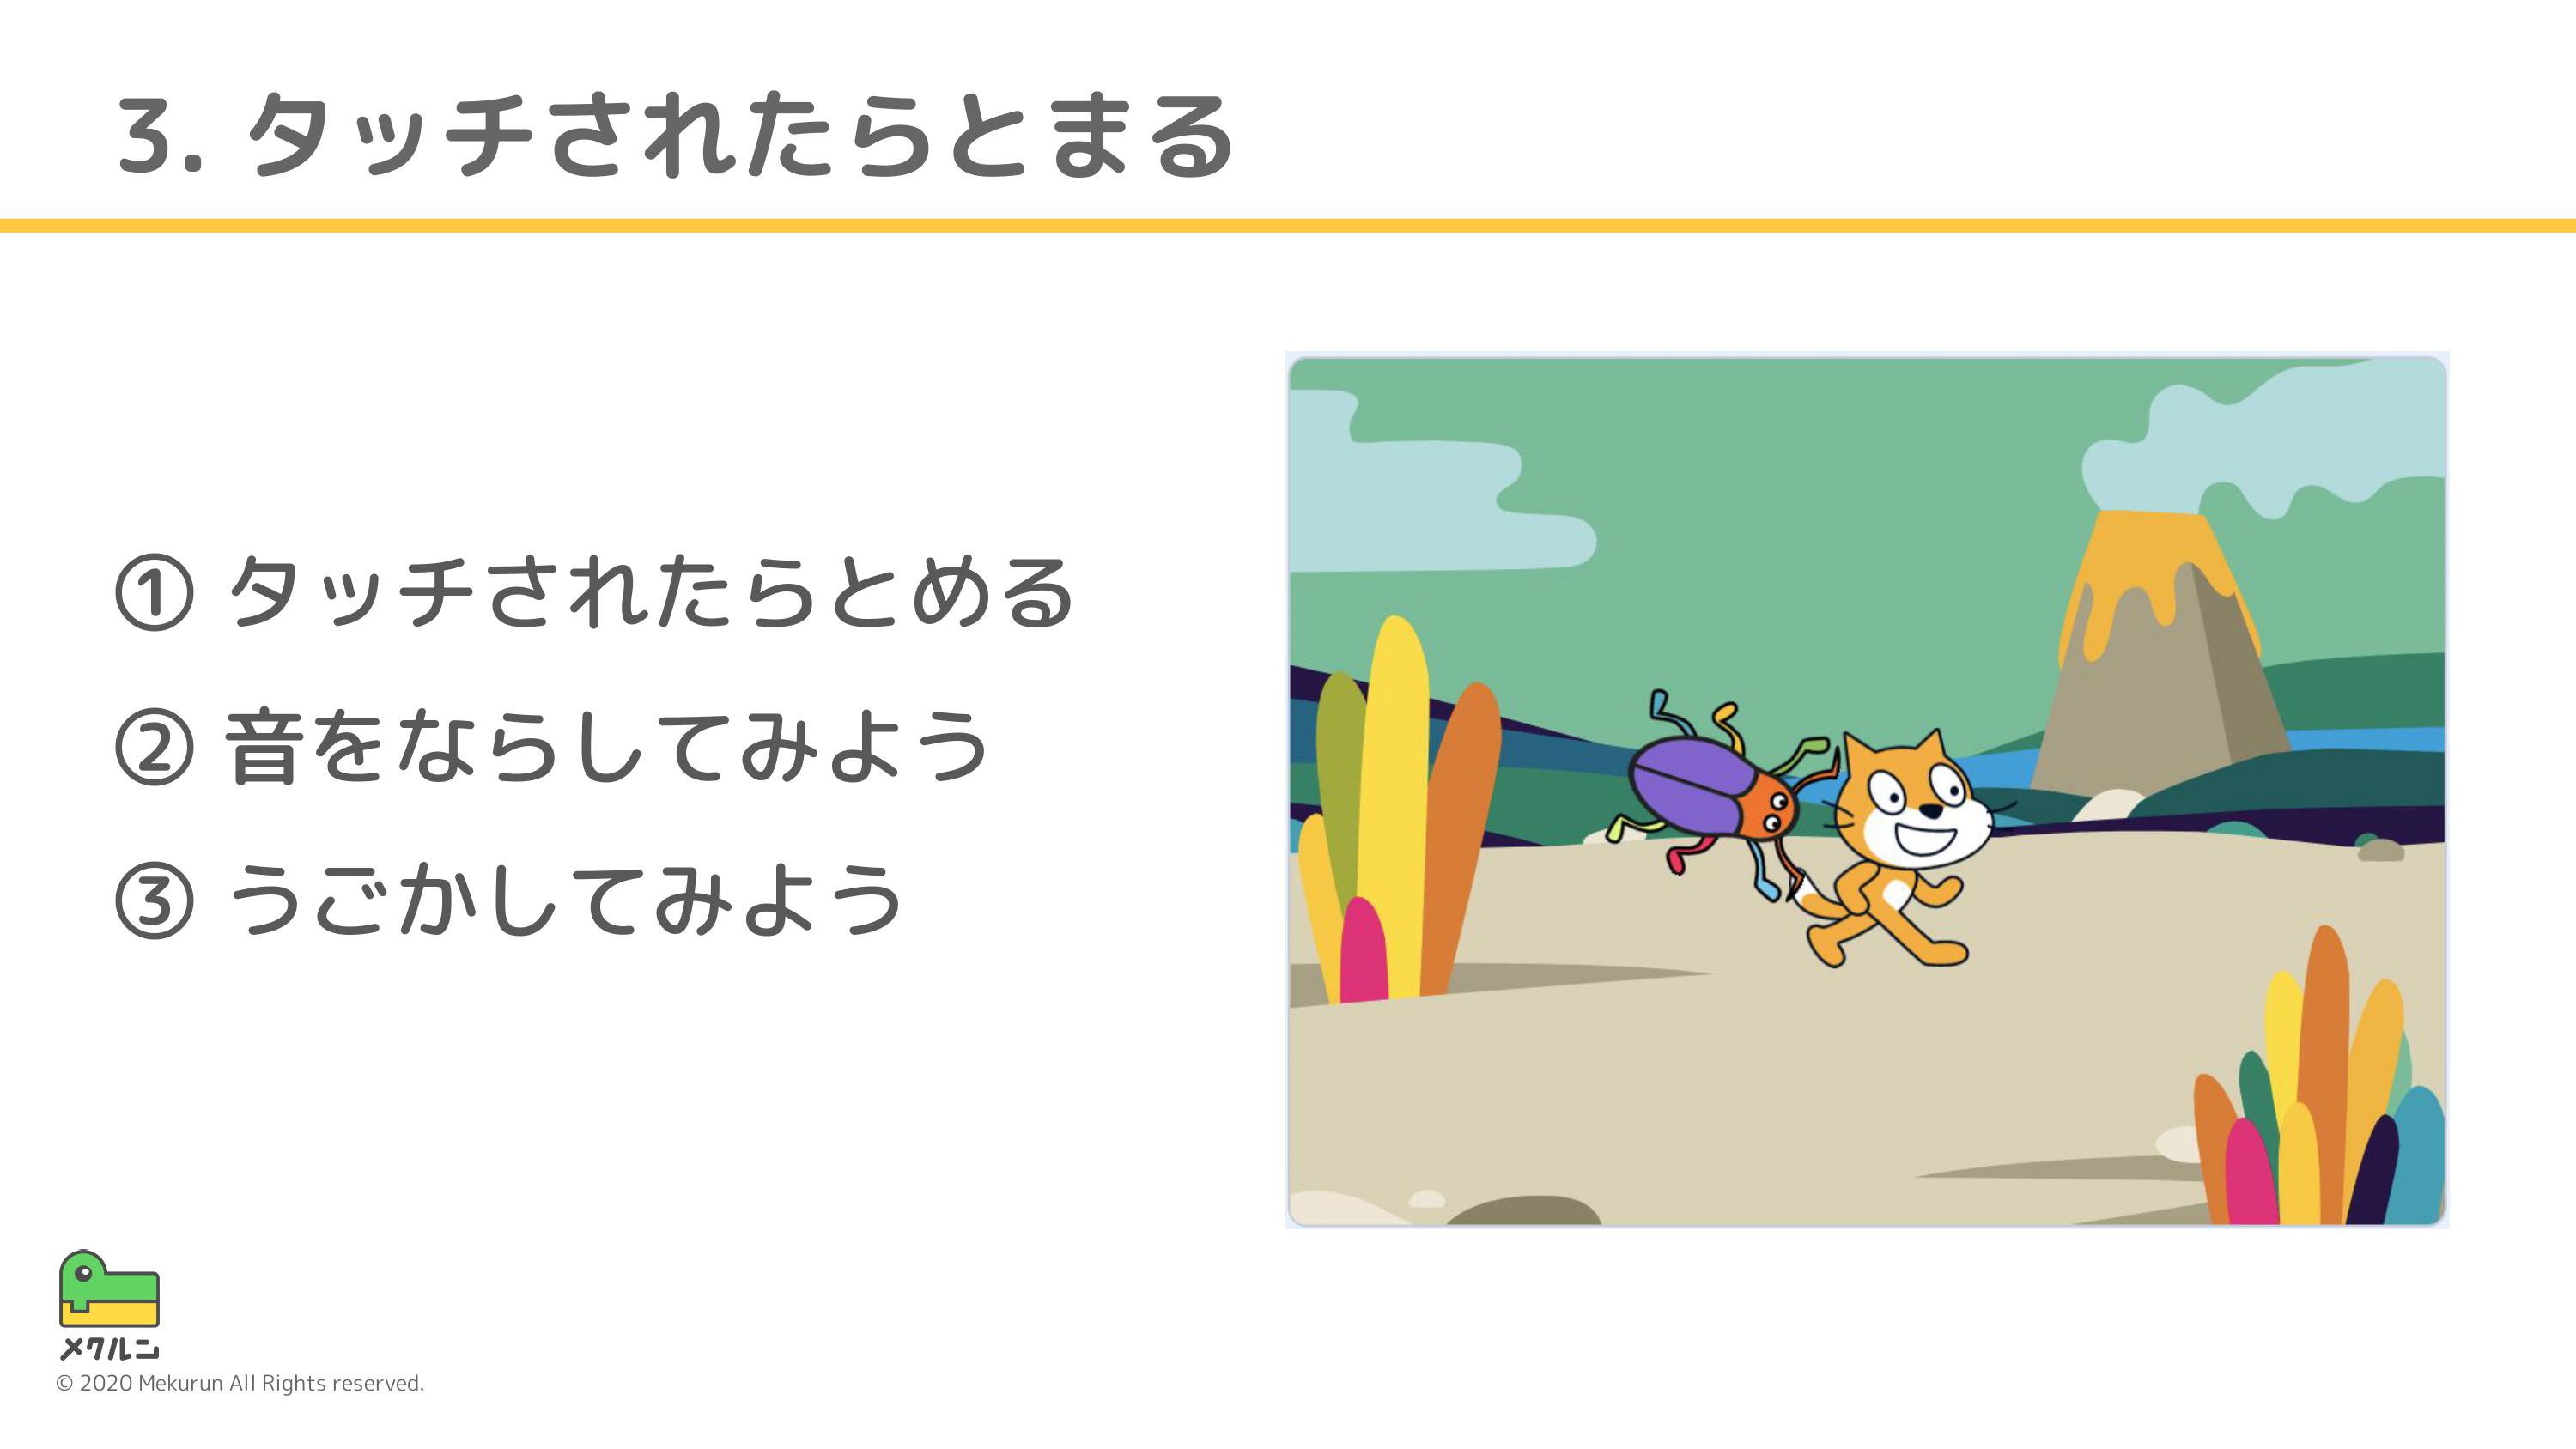 3. タッチされたらとまる
① タッチされたらとめる
② 音をならしてみよう
③ うごかしてみよう
メクルン
© 2020 Mekurun All Rights reserved.